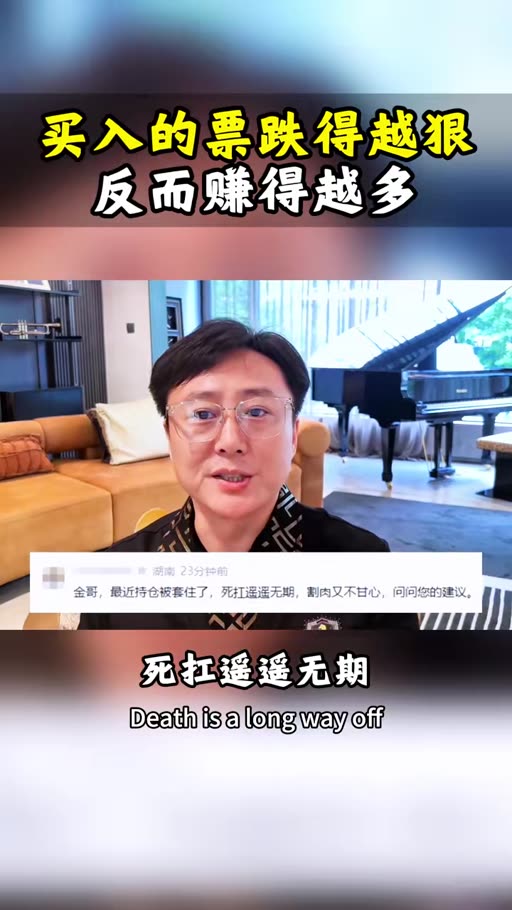 买入的票跌得越狠
反而赚得越多
湖南 23分钟前
金哥，最近持仓被套住了，死扛遥遥无期，割肉又不甘心，问问您的建议。
死扛遥遥无期
Death is a long way off